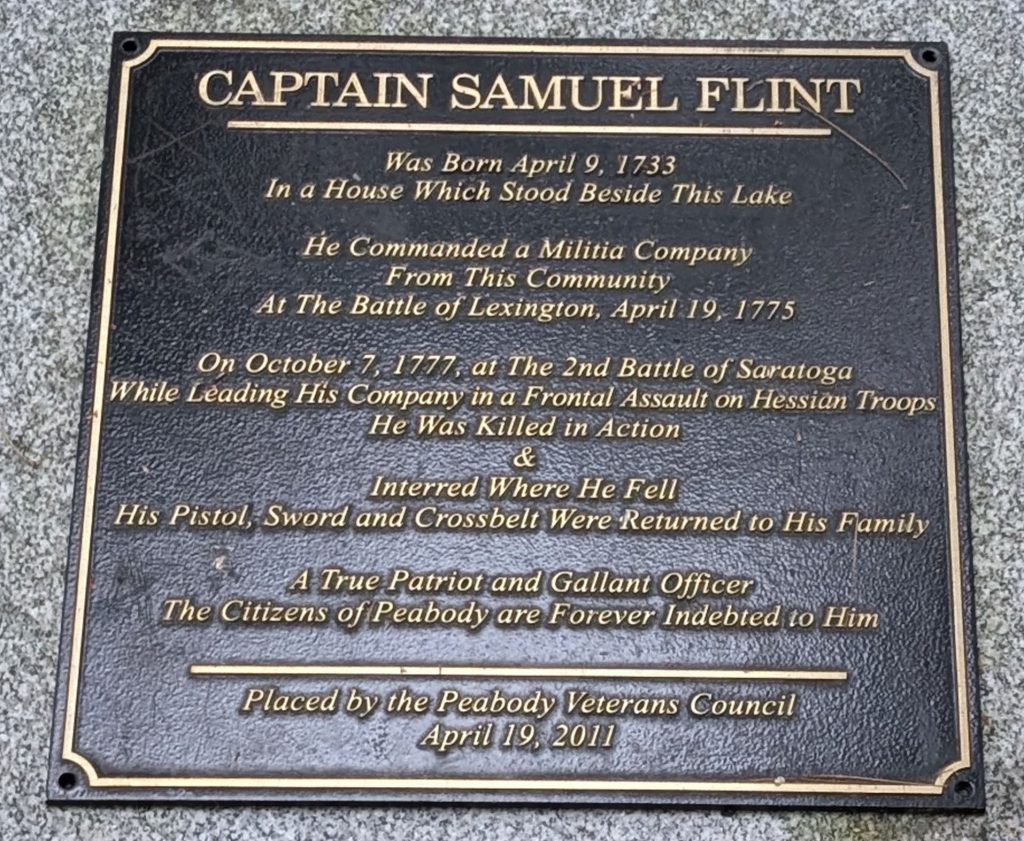 CAPTAIN SAMUEL FLINT
Was Born April 9, 1733
In a House Which Stood Beside This Lake
He Commanded a Militia Company
From This Community
At The Battle of Lexington, April 19, 1775
On October 7, 1777, at The 2nd Battle of Saratoga
While Leading His Company in a Frontal Assault on Hessian Troops
He Was Killed in Action
&
Interred Where He Fell
His Pistol, Sword and Crossbelt Were Returned to His Family
A True Patriot and Gallant Officer
The Citizens of Peabody are Forever Indebted to Him
Placed by the Peabody Veterans Council
April 19, 2011